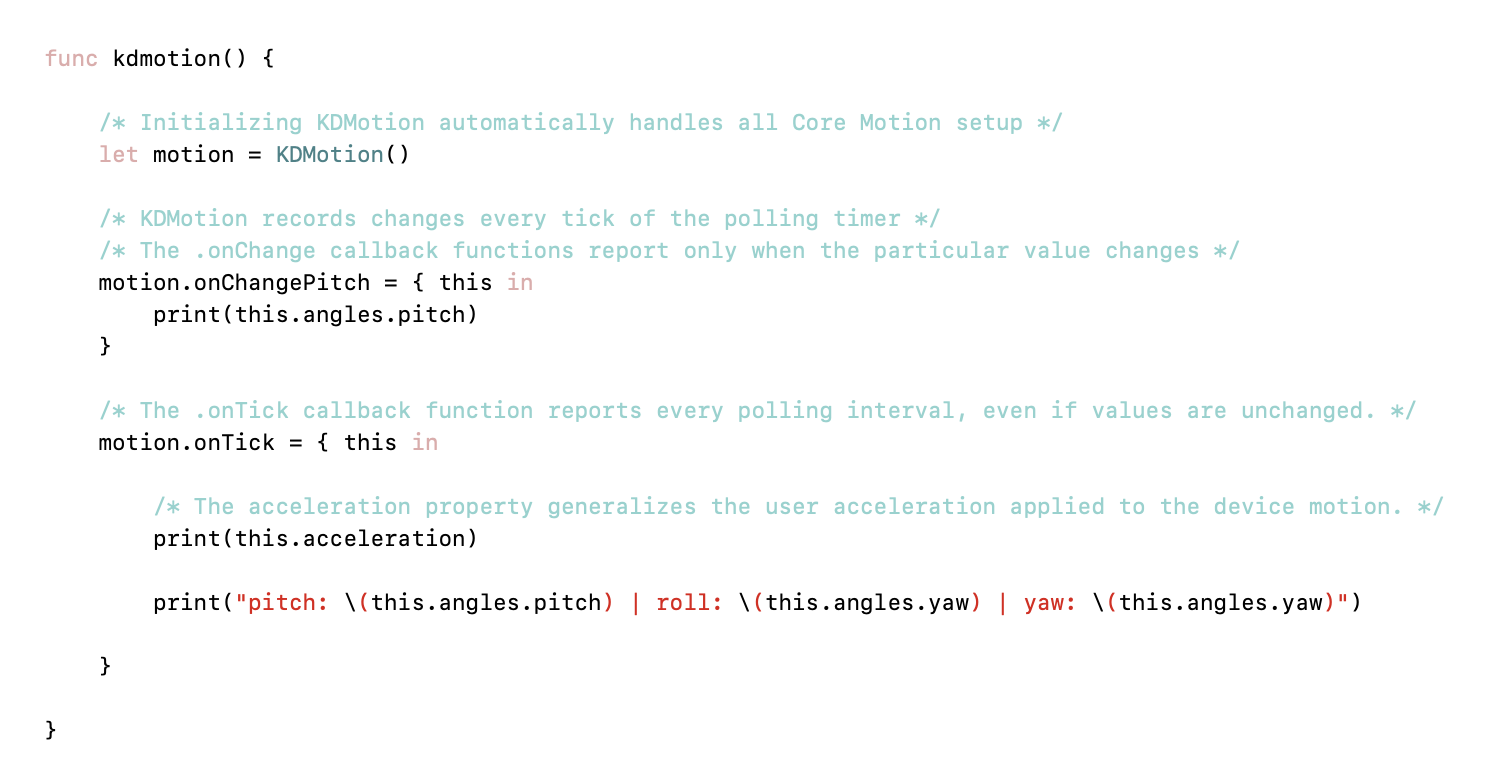 func kdmotion() {
/* Initializing KDMotion automatically handles all Core Motion setup */
let motion = KDMotion()
/* KDMotion records changes every tick of the polling timer */
/* The .onChange callback functions report only when the particular value changes */
motion.onChangePitch = { this in
print(this.angles.pitch)
}
/* The .onTick callback function reports every polling interval, even if values are unchanged. */
motion.onTick = { this in
/* The acceleration property generalizes the user acceleration applied to the device motion. */
print(this.acceleration)
print("pitch: \(this.angles.pitch) | roll: \(this.angles.yaw) | yaw: \(this.angles.yaw)")
}
}